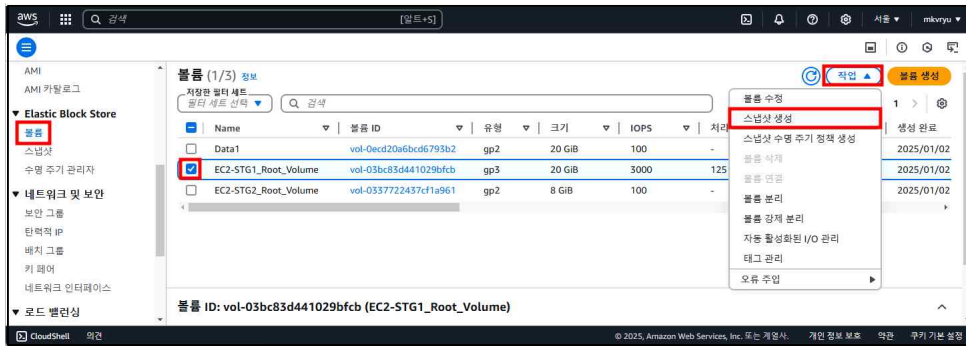 aws 검색 [알트+S] 서울 ▼ mkvryu ▼
AMI
AMI 카탈로그
▼ Elastic Block Store
볼륨
스냅샷
수명 주기 관리자
▼ 네트워크 및 보안
보안 그룹
탄력적 IP
배치 그룹
키 페어
네트워크 인터페이스
▼ 로드 밸런싱
볼륨 (1/3) 정보 작업 ▲ 볼륨 생성
저장한 필터 세트
필터 세트 선택 ▼ 검색 1
Name 볼륨 ID 유형 크기 IOPS 처리 생성 완료
Data1 vol-0ecd20a6bcd6793b2 gp2 20 GiB 100 - 2025/01/02
EC2-STG1_Root_Volume vol-03bc83d441029bfcb gp3 20 GiB 3000 125 2025/01/02
EC2-STG2_Root_Volume vol-0337722437cf1a961 gp2 8 GiB 100 - 2025/01/02
볼륨 수정
스냅샷 생성
스냅샷 수명 주기 정책 생성
볼륨 삭제
볼륨 연결
볼륨 분리
볼륨 강제 분리
자동 활성화된 I/O 관리
태그 관리
오류 주입
볼륨 ID: vol-03bc83d441029bfcb (EC2-STG1_Root_Volume)
CloudShell 의견 © 2025, Amazon Web Services, Inc. 또는 계열사. 개인 정보 보호 약관 쿠키 기본 설정